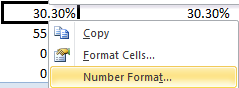 30.30% 30.30%
55 Copy
0 Format Cells...
0 Number Format...